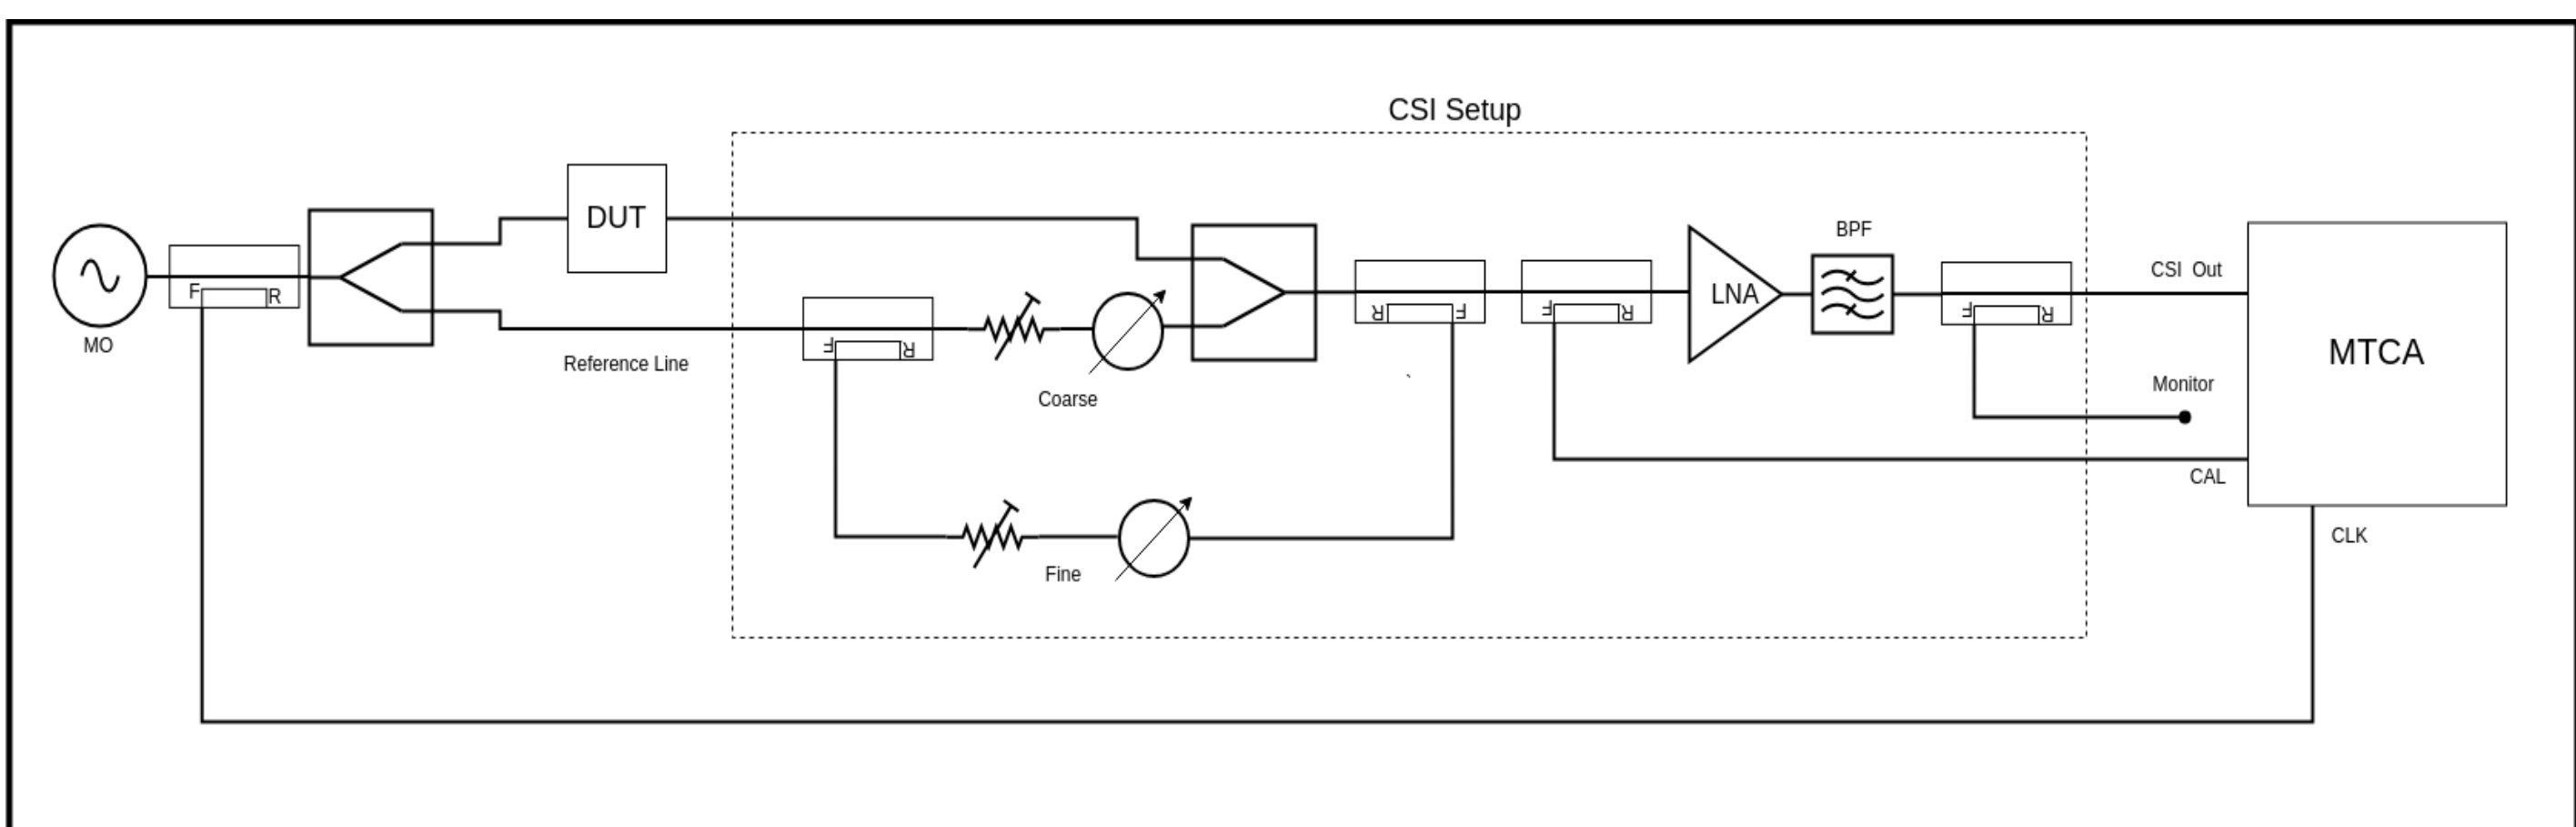 CSI Setup
DUT
MO
F R
Reference Line
F R
Coarse
Fine
R F
F R
LNA
BPF
F R
CSI Out
Monitor
CAL
MTCA
CLK